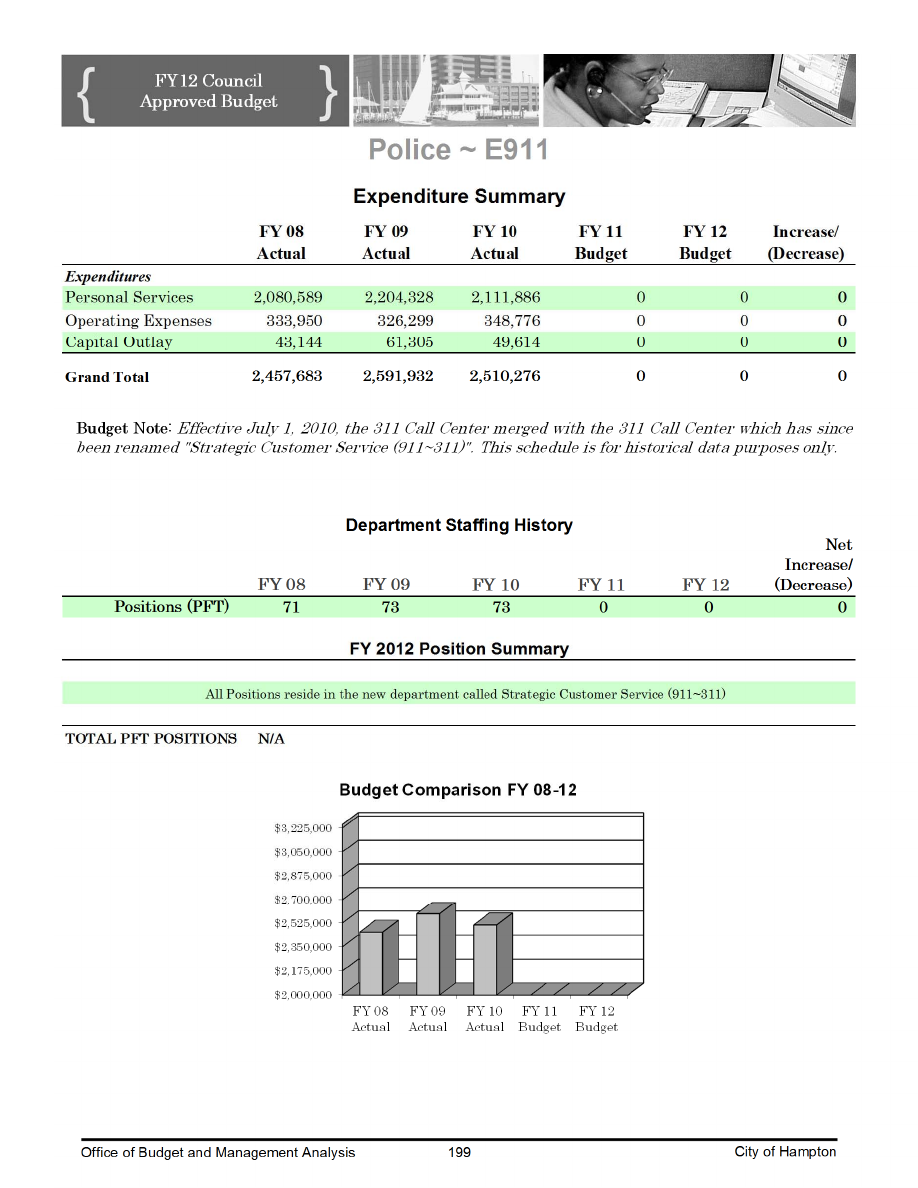 FY12 Council
Approved Budget
Police ~ E911
Expenditure Summary
FY 08 FY 09 FY 10 FY 11 FY 12 Increase/
Actual Actual Actual Budget Budget (Decrease)
Expenditures
Personal Services 2,080,589 2,204,328 2,111,886 0 0 0
Operating Expenses 333,950 326,299 348,776 0 0 0
Capital Outlay 43,144 61,305 49,614 0 0 0
Grand Total 2,457,683 2,591,932 2,510,276 0 0 0
Budget Note: Effective July 1, 2010, the 311 Call Center merged with the 311 Call Center which has since
been renamed "Strategic Customer Service (911~311)". This schedule is for historical data purposes only.
Department Staffing History
Net
Increase/
FY 08 FY 09 FY 10 FY 11 FY 12 (Decrease)
Positions (PFT) 71 73 73 0 0 0
FY 2012 Position Summary
All Positions reside in the new department called Strategic Customer Service (911~311)
TOTAL PFT POSITIONS N/A
Budget Comparison FY 08-12
$3,225,000
$3,050,000
$2,875,000
$2,700,000
$2,525,000
$2,350,000
$2,175,000
$2,000,000
FY 08 FY 09 FY 10 FY 11 FY 12
Actual Actual Actual Budget Budget
Office of Budget and Management Analysis 199 City of Hampton